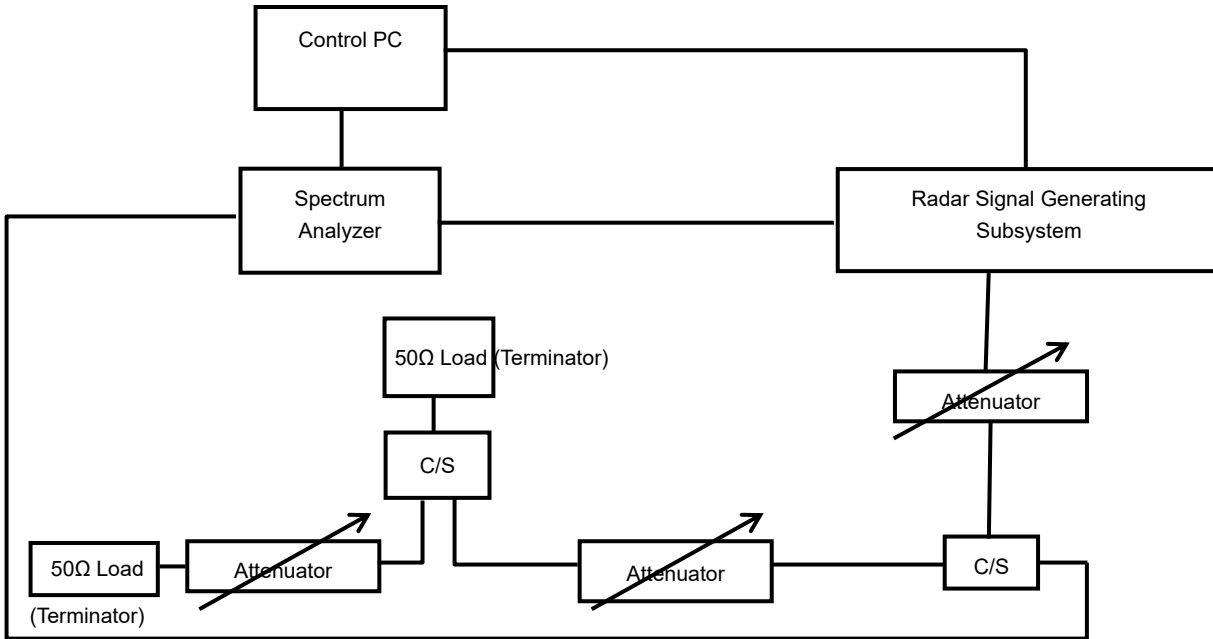 Control PC
Spectrum
Analyzer
Radar Signal Generating
Subsystem
50Ω Load (Terminator)
Attenuator
C/S
50Ω Load
(Terminator)
Attenuator
Attenuator
C/S